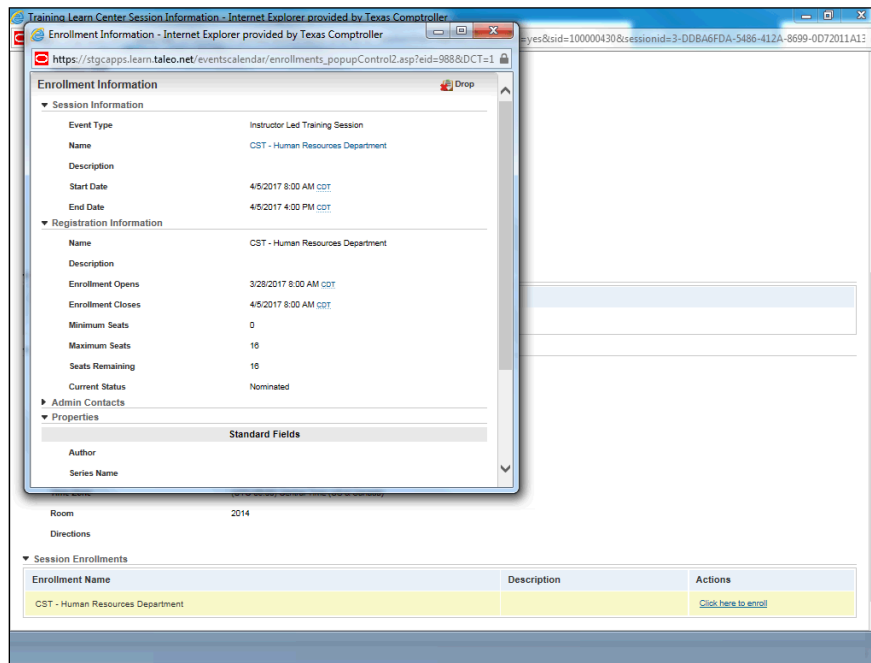 Training Learn Center Session Information - Internet Explorer provided by Texas Comptroller
Enrollment Information - Internet Explorer provided by Texas Comptroller
=yes&sid=100000430&sessionid=3-DDBA6FDA-5486-412A-8699-0D72011A13
https://stgcapps.learn.taleo.net/eventscalendar/enrollments_popupControl2.asp?eid=988&DCT=1
Enrollment Information
Drop
Session Information
Event Type Instructor Led Training Session
Name CST - Human Resources Department
Description
Start Date 4/5/2017 8:00 AM CDT
End Date 4/5/2017 4:00 PM CDT
Registration Information
Name CST - Human Resources Department
Description
Enrollment Opens 3/28/2017 8:00 AM CDT
Enrollment Closes 4/5/2017 8:00 AM CDT
Minimum Seats 0
Maximum Seats 16
Seats Remaining 16
Current Status Nominated
Admin Contacts
Properties
Standard Fields
Author
Series Name
Room 2014
Directions
Session Enrollments
Enrollment Name Description Actions
CST - Human Resources Department Click here to enroll